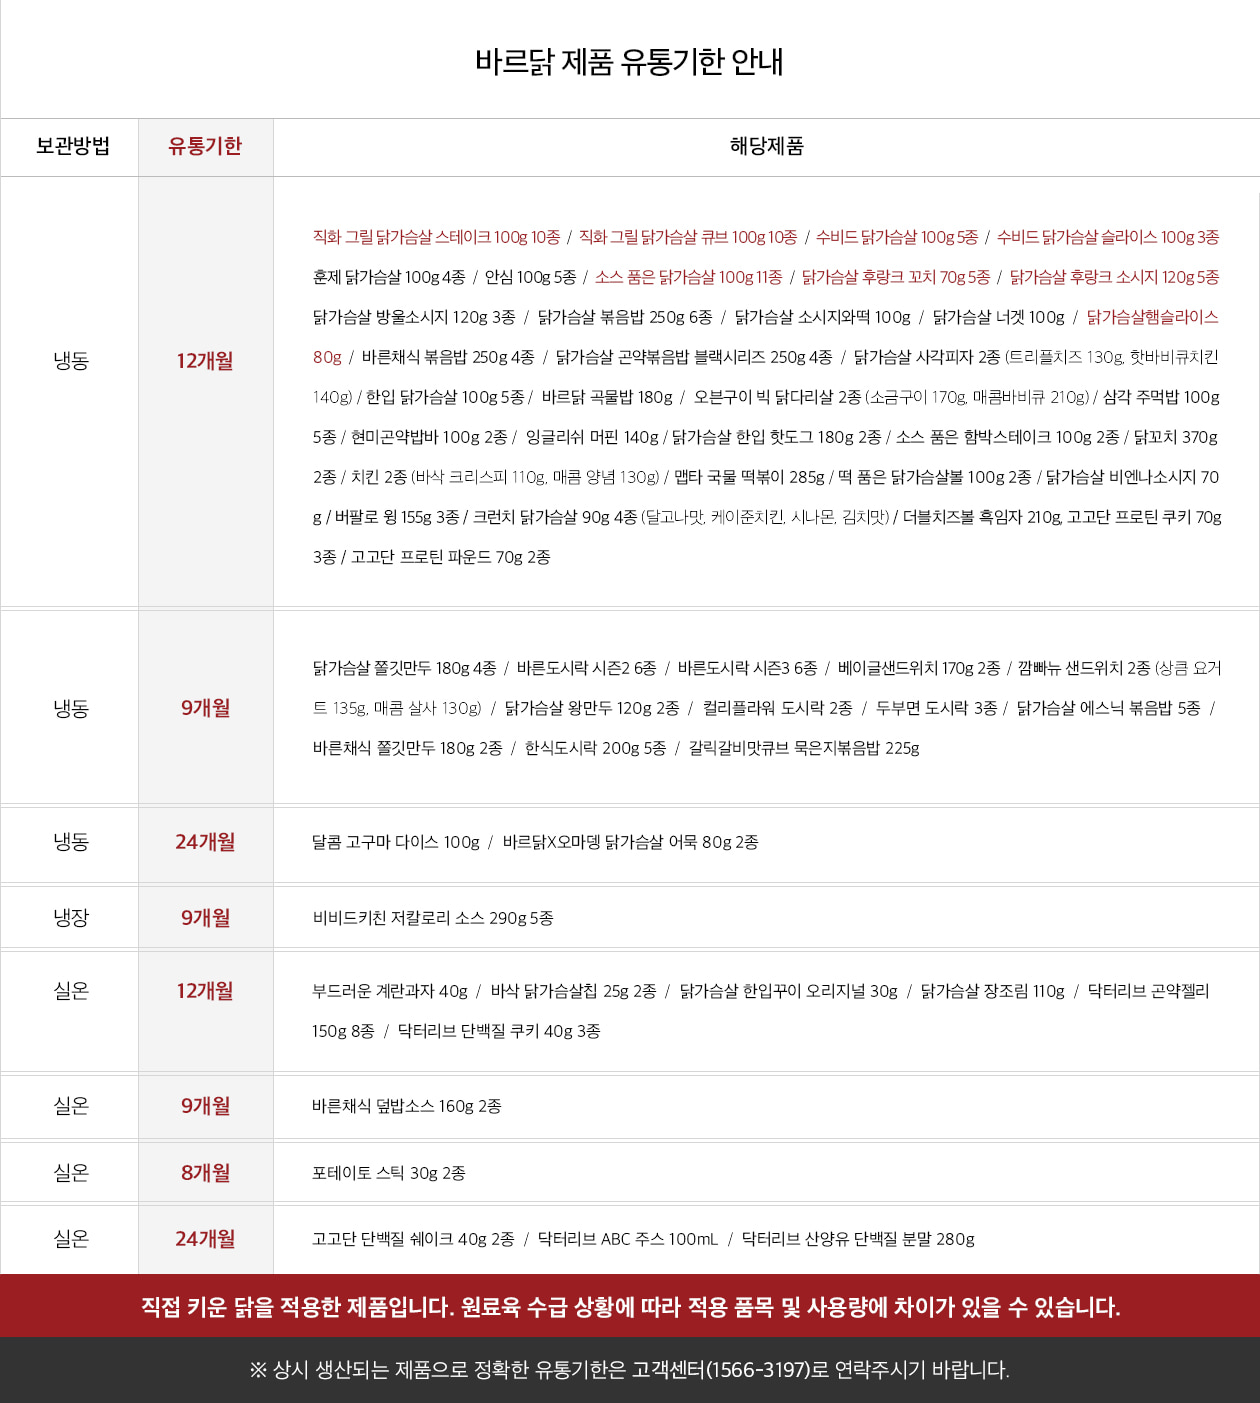 바르닭 제품 유통기한 안내
보관방법 유통기한 해당제품
직화 그릴 닭가슴살 스테이크 100g 10종 / 직화 그릴 닭가슴살 큐브 100g 10종 / 수비드 닭가슴살 100g 5종 / 수비드 닭가슴살 슬라이스 100g 3종
훈제 닭가슴살 100g 4종 / 안심 100g 5종 / 소스 품은 닭가슴살 100g 11종 / 닭가슴살 후랑크 꼬치 70g 5종 / 닭가슴살 후랑크 소시지 120g 5종
닭가슴살 방울소시지 120g 3종 / 닭가슴살 볶음밥 250g 6종 / 닭가슴살 소시지와떡 100g / 닭가슴살 너겟 100g / 닭가슴살햄슬라이스
냉동 12개월 80g / 바른채식 볶음밥 250g 4종 / 닭가슴살 곤약볶음밥 블랙시리즈 250g 4종 / 닭가슴살 사각피자 2종 (트리플치즈 130g, 핫바비큐치킨
140g) / 한입 닭가슴살 100g 5종 / 바르닭 곡물밥 180g / 오븐구이 빅 닭다리살 2종 (소금구이 170g, 매콤바비큐 210g) / 삼각 주먹밥 100g
5종 / 현미곤약밥바 100g 2종 / 잉글리쉬 머핀 140g / 닭가슴살 한입 핫도그 180g 2종 / 소스 품은 함박스테이크 100g 2종 / 닭꼬치 370g
2종 / 치킨 2종 (바삭 크리스피 110g, 매콤 양념 130g) / 맵타 국물 떡볶이 285g / 떡 품은 닭가슴살볼 100g 2종 / 닭가슴살 비엔나소시지 70
g / 버팔로 윙 155g 3종 / 크런치 닭가슴살 90g 4종 (달고나맛, 케이준치킨, 시나몬, 김치맛) / 더블치즈볼 흑임자 210g, 고고단 프로틴 쿠키 70g
3종 / 고고단 프로틴 파운드 70g 2종
닭가슴살 쫄깃만두 180g 4종 / 바른도시락 시즌2 6종 / 바른도시락 시즌3 6종 / 베이글샌드위치 170g 2종 / 깜빠뉴 샌드위치 2종 (상큼 요거
냉동 9개월 트 135g, 매콤 살사 130g) / 닭가슴살 왕만두 120g 2종 / 컬리플라워 도시락 2종 / 두부면 도시락 3종 / 닭가슴살 에스닉 볶음밥 5종 /
바른채식 쫄깃만두 180g 2종 / 한식도시락 200g 5종 / 갈릭갈비맛큐브 묵은지볶음밥 225g
냉동 24개월 달콤 고구마 다이스 100g / 바르닭X오마뎅 닭가슴살 어묵 80g 2종
냉장 9개월 비비드키친 저칼로리 소스 290g 5종
실온 12개월 부드러운 계란과자 40g / 바삭 닭가슴살칩 25g 2종 / 닭가슴살 한입꾸이 오리지널 30g / 닭가슴살 장조림 110g / 닥터리브 곤약젤리
150g 8종 / 닥터리브 단백질 쿠키 40g 3종
실온 9개월 바른채식 덮밥소스 160g 2종
실온 8개월 포테이토 스틱 30g 2종
실온 24개월 고고단 단백질 쉐이크 40g 2종 / 닥터리브 ABC 주스 100mL / 닥터리브 산양유 단백질 분말 280g
직접 키운 닭을 적용한 제품입니다. 원료육 수급 상황에 따라 적용 품목 및 사용량에 차이가 있을 수 있습니다.
※ 상시 생산되는 제품으로 정확한 유통기한은 고객센터(1566-3197)로 연락주시기 바랍니다.